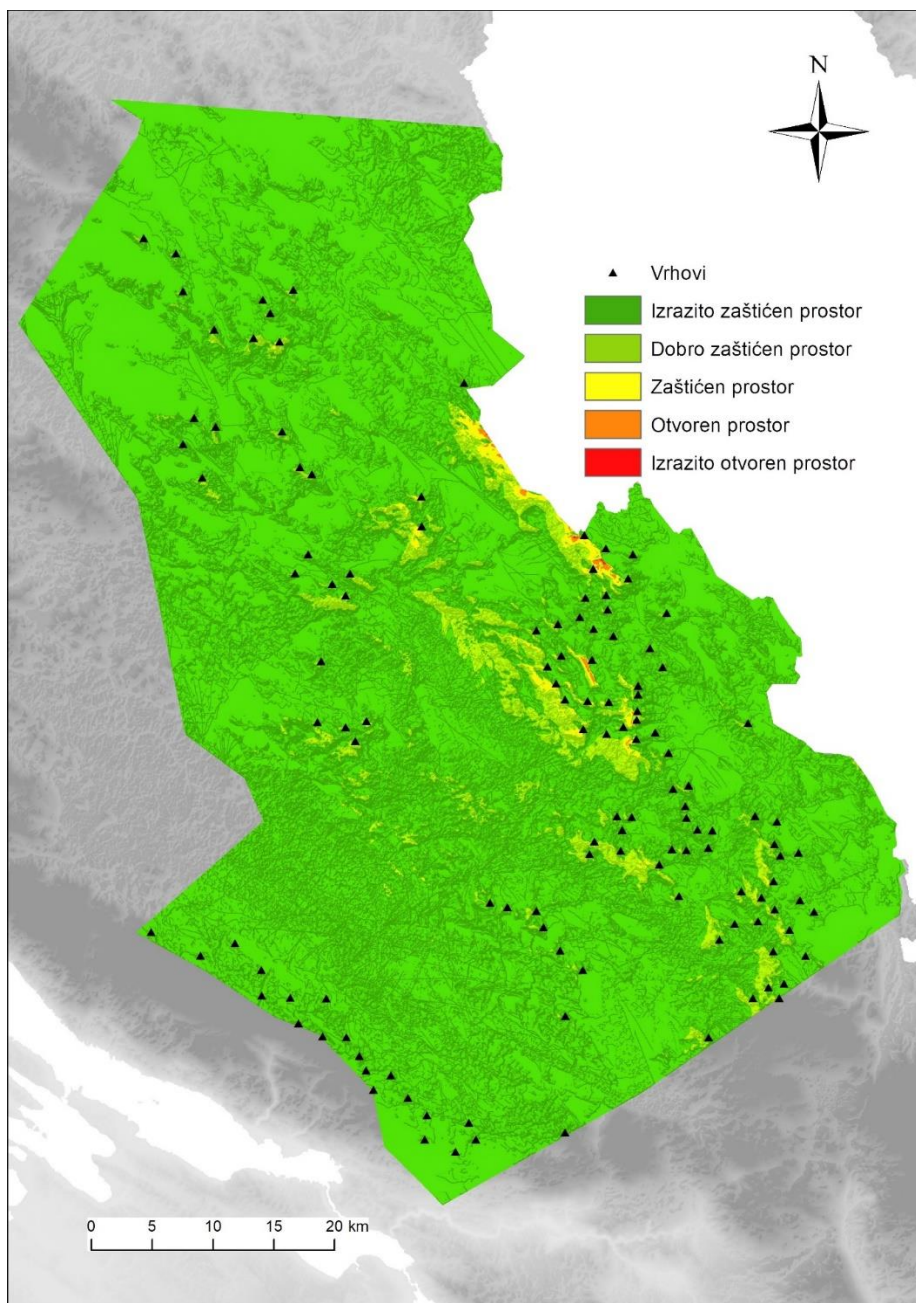 N
Vrhovi
Izrazito zaštićen prostor
Dobro zaštićen prostor
Zaštićen prostor
Otvoren prostor
Izrazito otvoren prostor
0 5 10 15 20 km